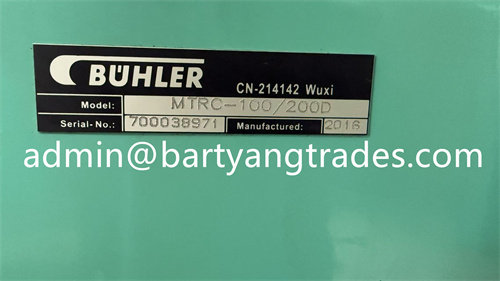 BÜHLER
CN-214142 Wuxi
Model: MTRC-100/200D
Serial-No.: 700038971 Manufactured: 2016
admin@bartyangtrades.com